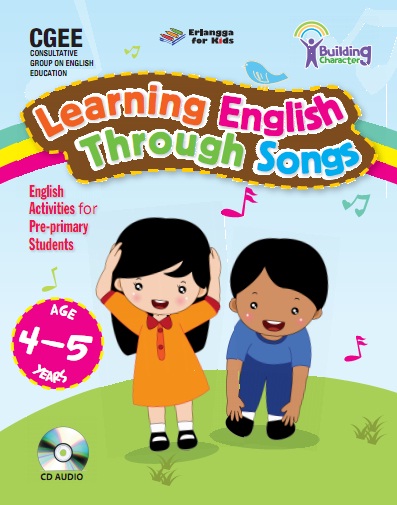 CGEE
CONSULTATIVE
GROUP ON ENGLISH
EDUCATION
Erlangga
for Kids
Building
Character
Learning English
Through Songs
English
Activities for
Pre-primary
Students
AGE
4-5
YEARS
CD AUDIO